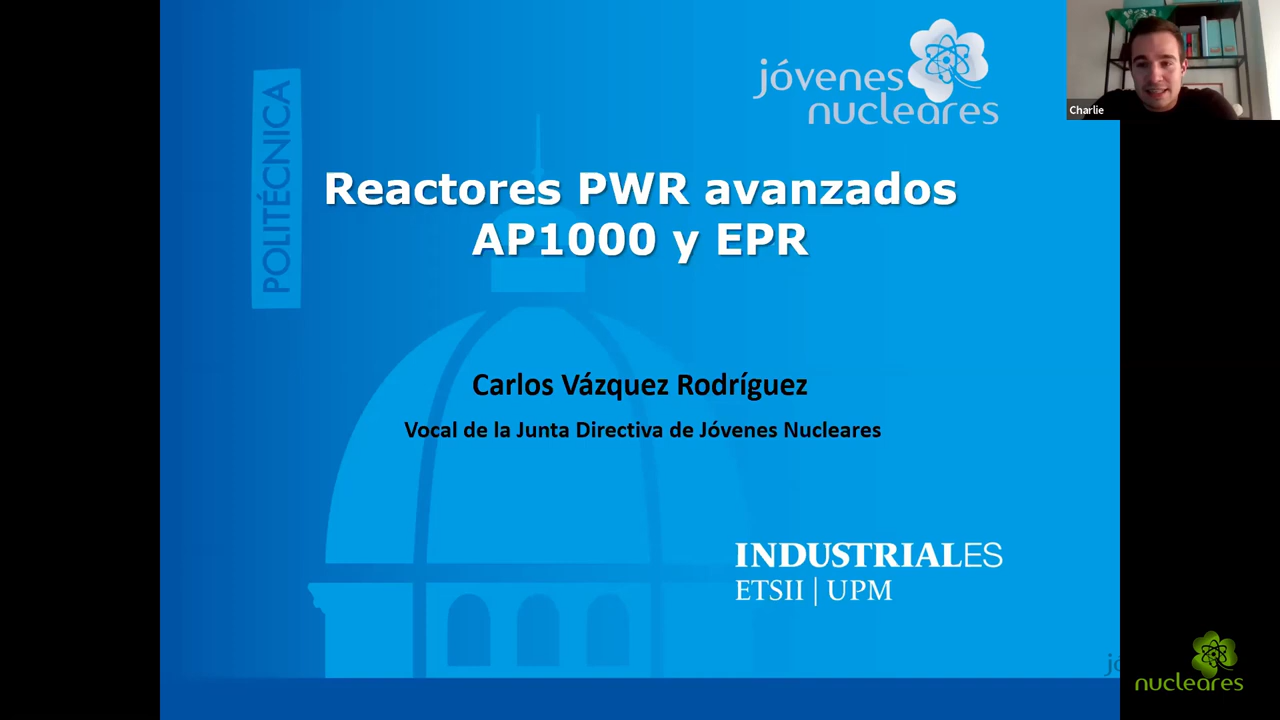 jóvenes
nucleares
Charlie
POLITÉCNICA
Reactores PWR avanzados
AP1000 y EPR
Carlos Vázquez Rodríguez
Vocal de la Junta Directiva de Jóvenes Nucleares
INDUSTRIALES
ETSII | UPM
jó
nucleares